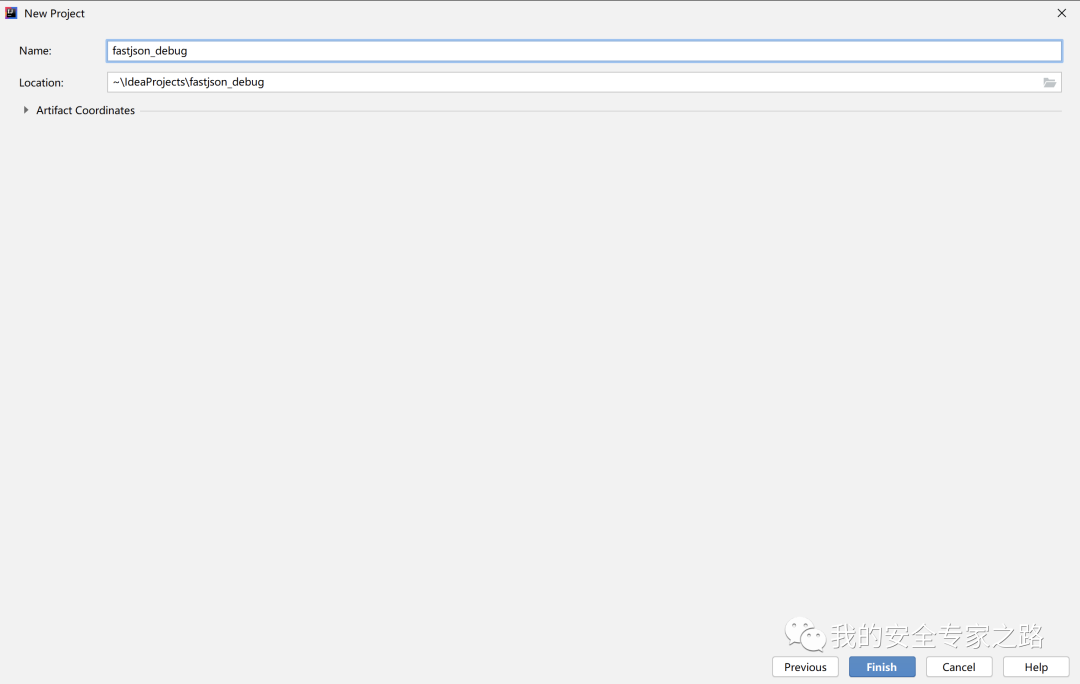 New Project
Name:
fastjson_debug
Location:
~\IdeaProjects\fastjson_debug
Artifact Coordinates
我的安全专家之路
Previous
Finish
Cancel
Help